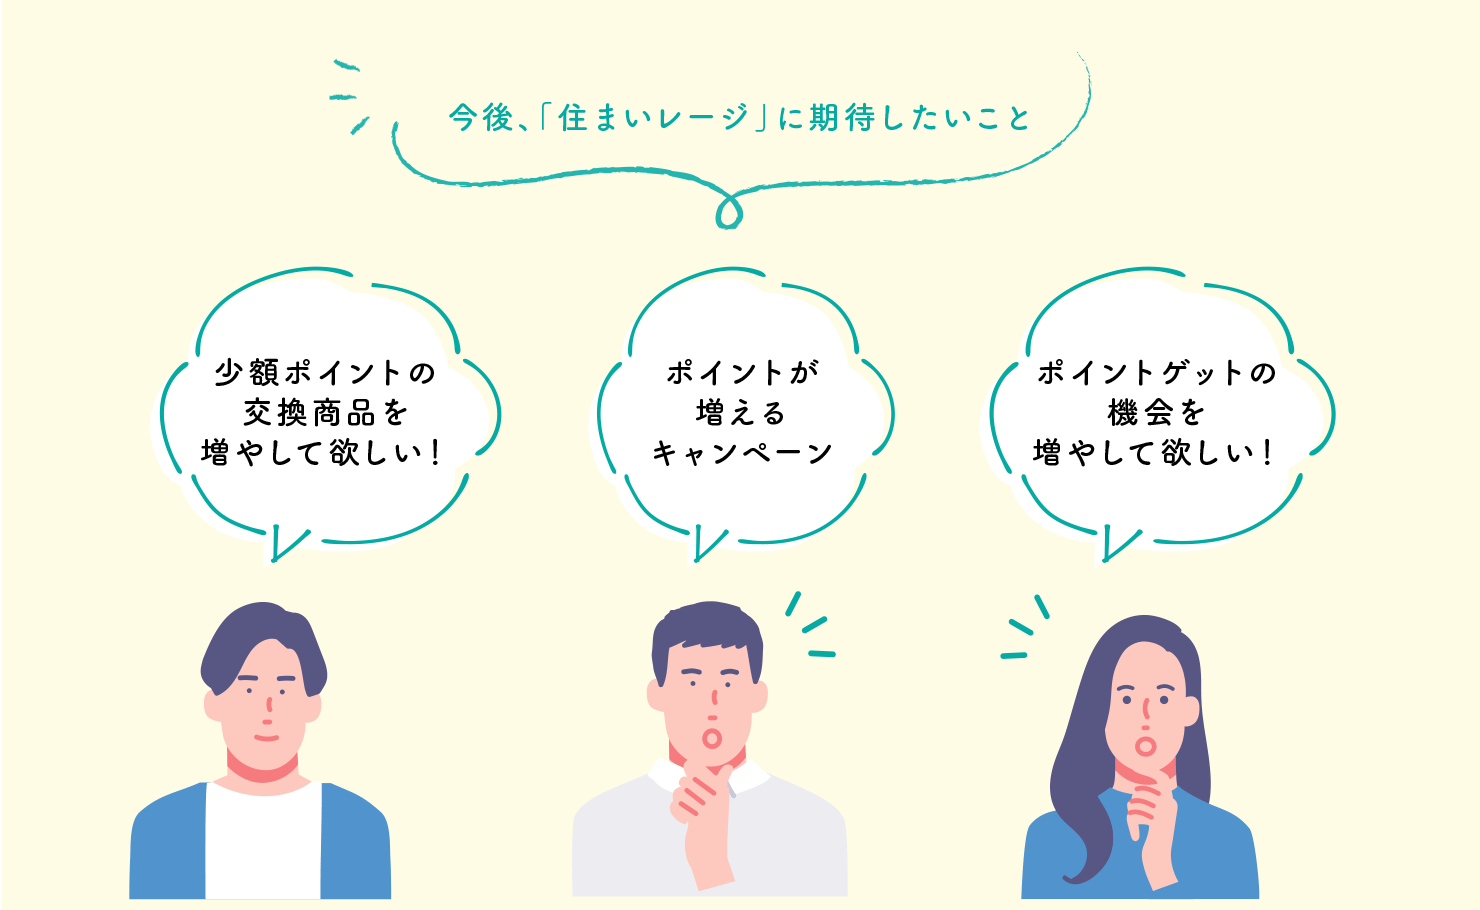 今後、「住まいレージ」に期待したいこと
少額ポイントの
交換商品を
増やして欲しい！
ポイントが
増える
キャンペーン
ポイントゲットの
機会を
増やして欲しい！